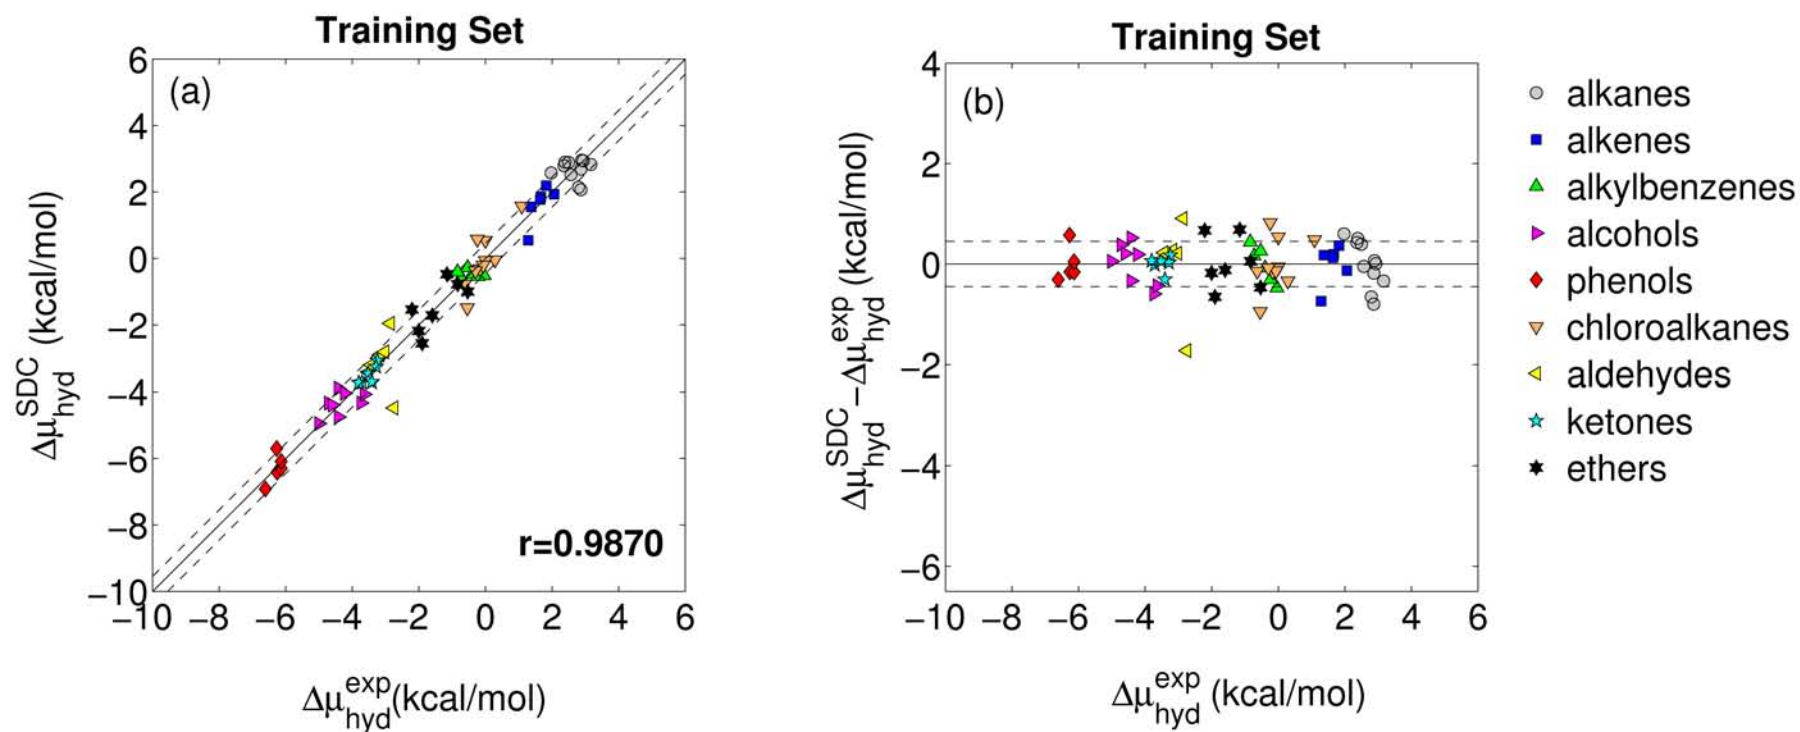 Training Set
(a)
6
4
2
0
−2
−4
−6
−8
−10
−10 −8 −6 −4 −2 0 2 4 6
r=0.9870
Δμ^SDC_hyd (kcal/mol)
Δμ^exp_hyd(kcal/mol)
Training Set
(b)
4
2
0
−2
−4
−6
−10 −8 −6 −4 −2 0 2 4 6
Δμ^SDC_hyd −Δμ^exp_hyd (kcal/mol)
Δμ^exp_hyd (kcal/mol)
alkanes
alkenes
alkylbenzenes
alcohols
phenols
chloroalkanes
aldehydes
ketones
ethers